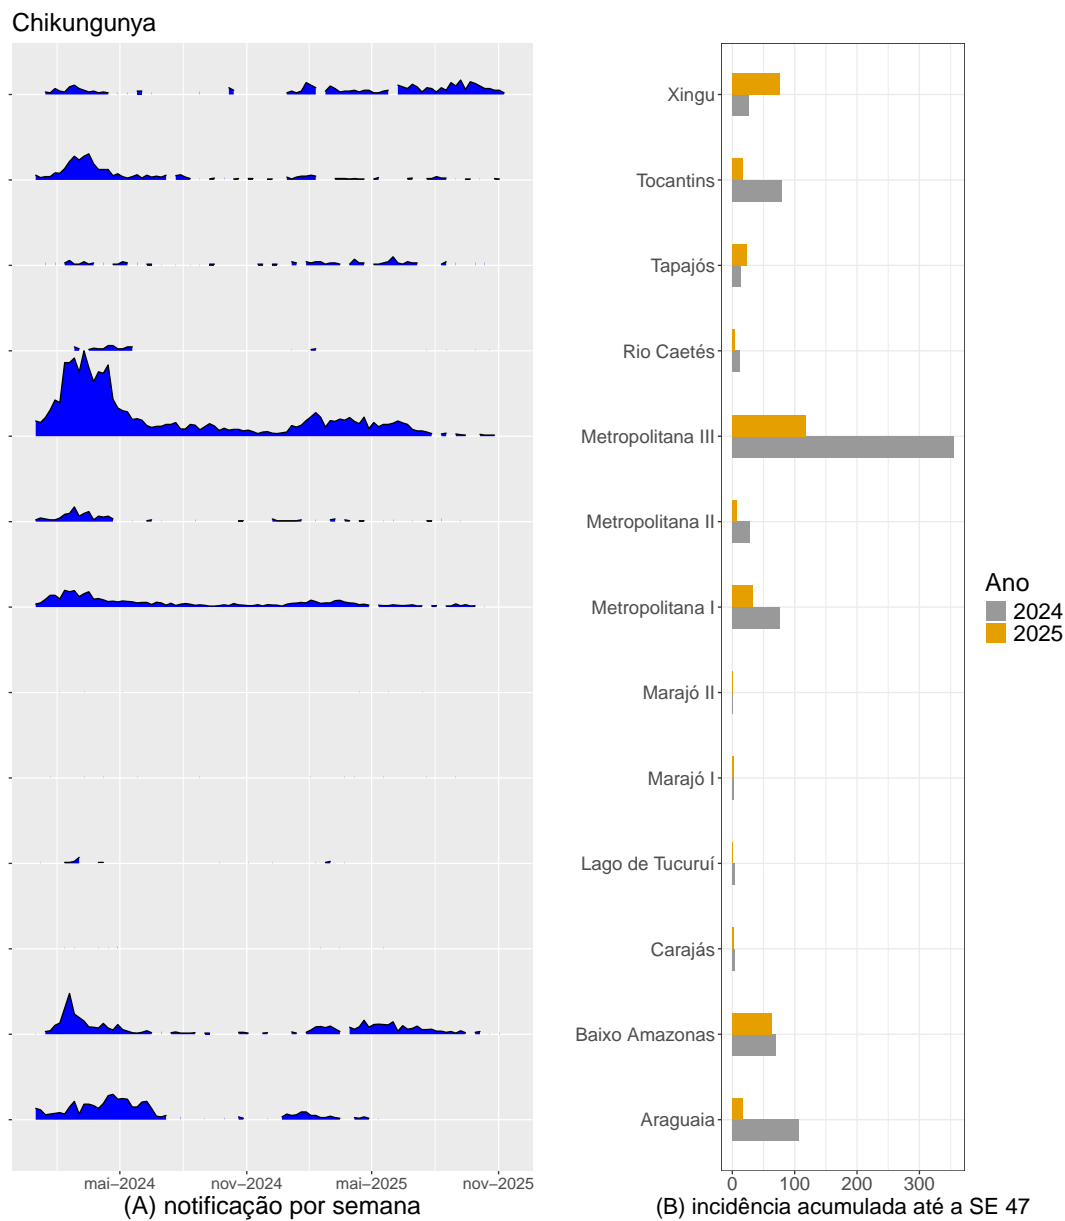 Chikungunya
Xingu
Tocantins
Tapajós
Rio Caetés
Metropolitana III
Metropolitana II
Metropolitana I
Marajó II
Marajó I
Lago de Tucuruí
Carajás
Baixo Amazonas
Araguaia
Ano
2024
2025
mai–2024 nov–2024 mai–2025 nov–2025
0 100 200 300
(A) notificação por semana
(B) incidência acumulada até a SE 47